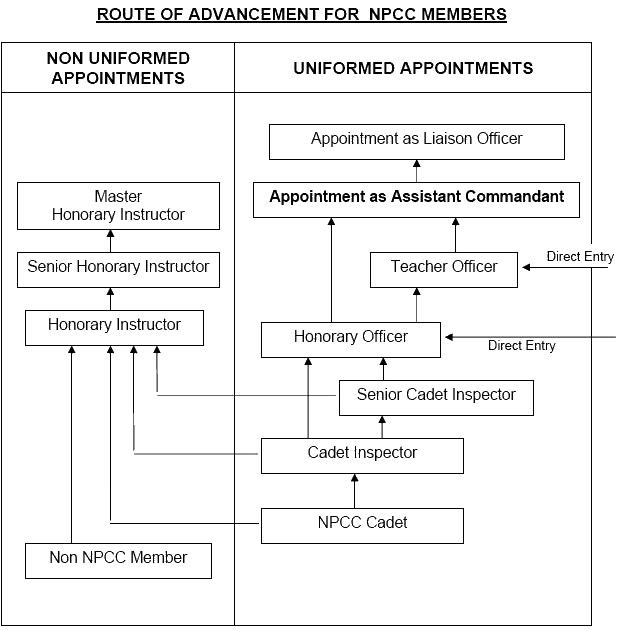 ROUTE OF ADVANCEMENT FOR NPCC MEMBERS
NON UNIFORMED
APPOINTMENTS
UNIFORMED APPOINTMENTS
Appointment as Liaison Officer
Master
Honorary Instructor
Appointment as Assistant Commandant
Senior Honorary Instructor
Teacher Officer
Direct Entry
Honorary Instructor
Honorary Officer
Direct Entry
Senior Cadet Inspector
Cadet Inspector
NPCC Cadet
Non NPCC Member